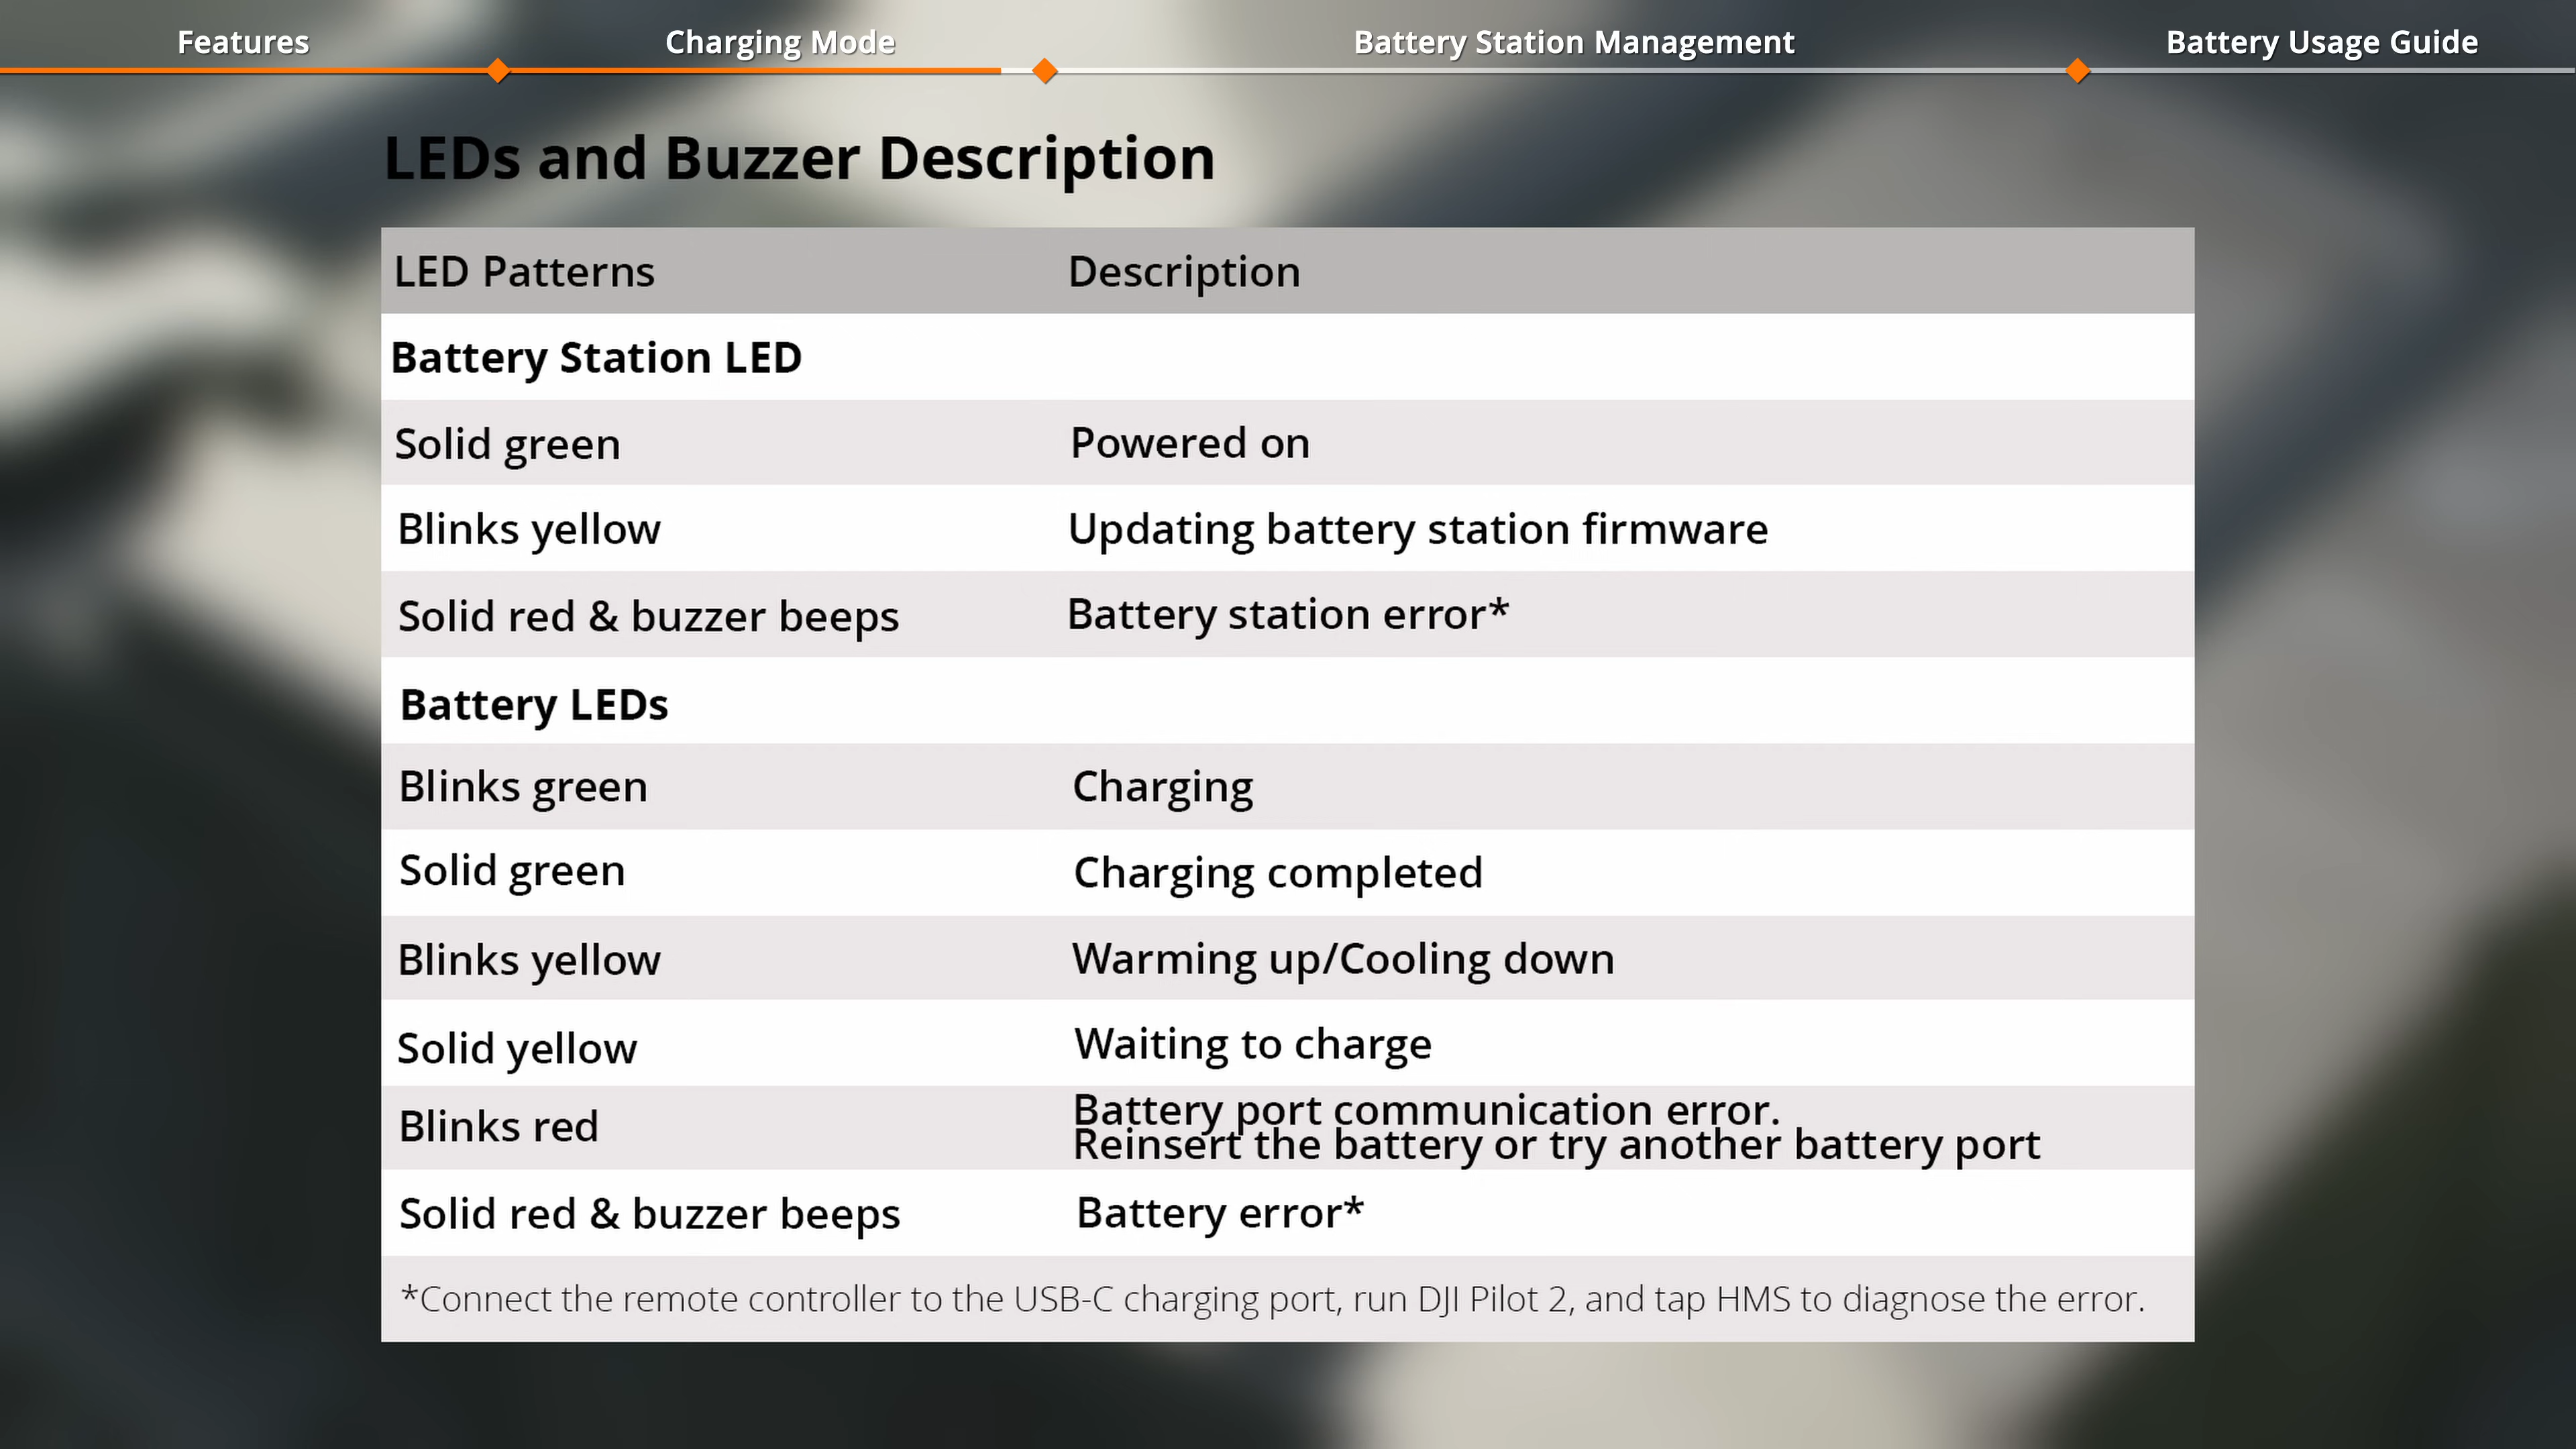 Features
Charging Mode
Battery Station Management
Battery Usage Guide
LEDs and Buzzer Description
LED Patterns
Description
Battery Station LED
Solid green
Powered on
Blinks yellow
Updating battery station firmware
Solid red & buzzer beeps
Battery station error*
Battery LEDs
Blinks green
Charging
Solid green
Charging completed
Blinks yellow
Warming up/Cooling down
Solid yellow
Waiting to charge
Blinks red
Battery port communication error.
Reinsert the battery or try another battery port
Solid red & buzzer beeps
Battery error*
*Connect the remote controller to the USB-C charging port, run DJI Pilot 2, and tap HMS to diagnose the error.